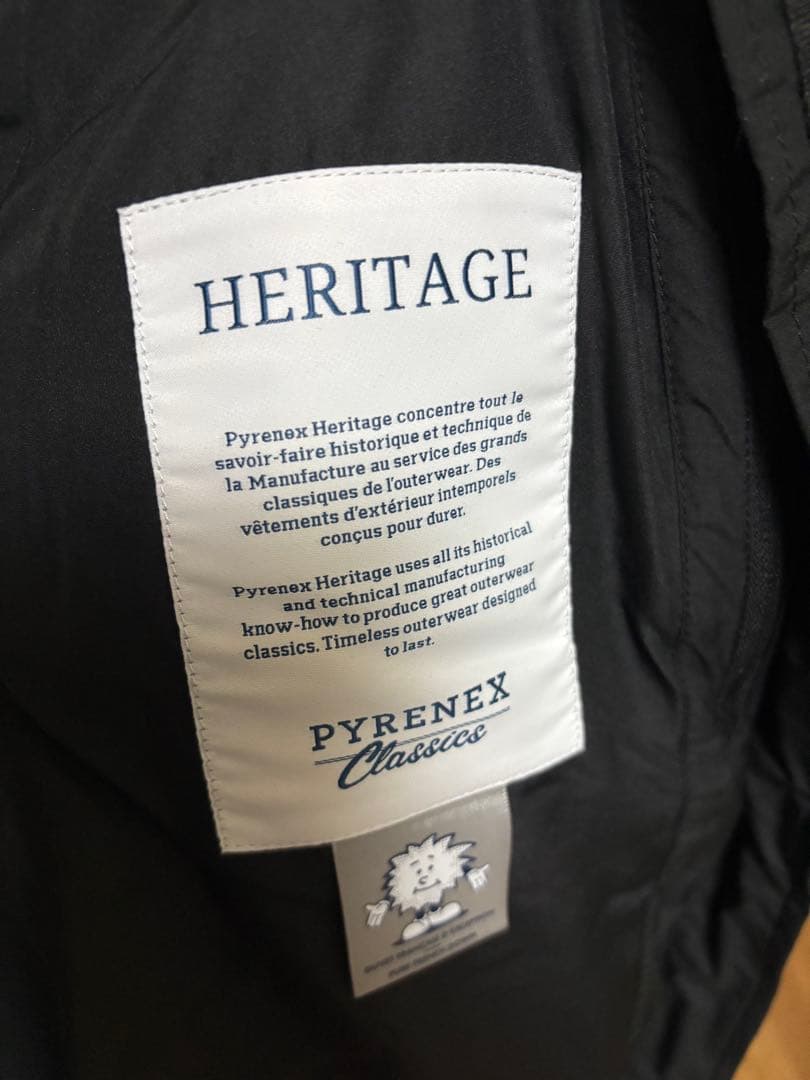 HERITAGE
Pyrenex Heritage concentre tout le
savoir-faire historique et technique de
la Manufacture au service des grands
classiques de l'outerwear. Des
vêtements d'extérieur intemporels
conçus pour durer.
Pyrenex Heritage uses all its historical
and technical manufacturing
know-how to produce great outerwear
classics. Timeless outerwear designed
to last.
PYRENEX
Classics